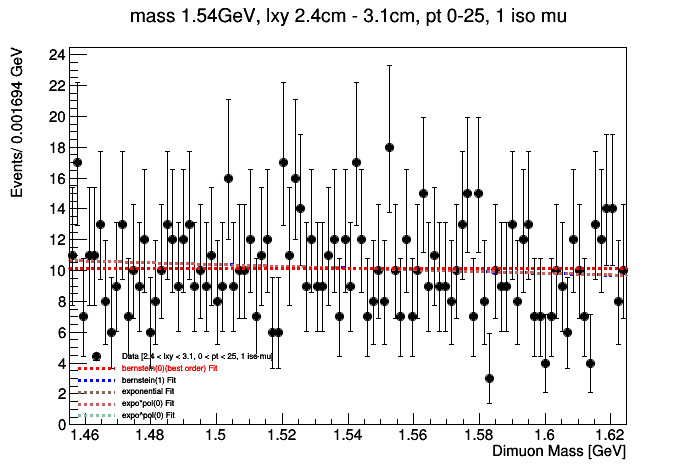 mass 1.54GeV, lxy 2.4cm - 3.1cm, pt 0-25, 1 iso mu
Events/ 0.001694 GeV
24
22
20
18
16
14
12
10
8
6
4
2
0
Data [2.4 < lxy < 3.1, 0 < pt < 25, 1 iso-mu]
bernstein(0)(best order) Fit
bernstein(1) Fit
exponential Fit
expo*pol(0) Fit
expo^pol(0) Fit
1.46 1.48 1.5 1.52 1.54 1.56 1.58 1.6 1.62
Dimuon Mass [GeV]